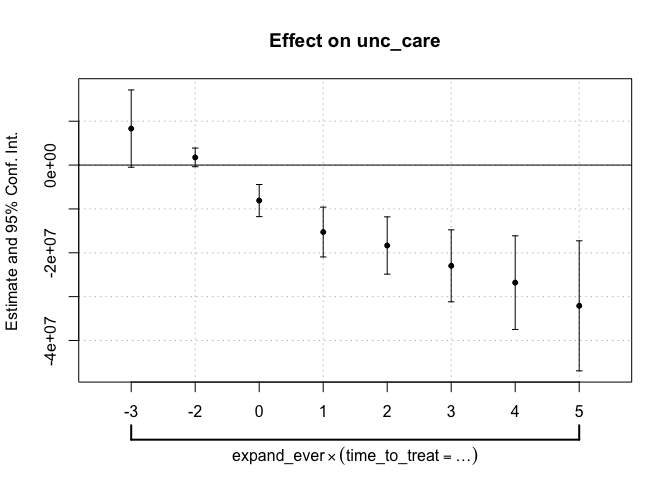 Effect on unc_care
Estimate and 95% Conf. Int.
0e+00
-2e+07
-4e+07
-3 -2 0 1 2 3 4 5
expand_ever × (time_to_treat = ...)